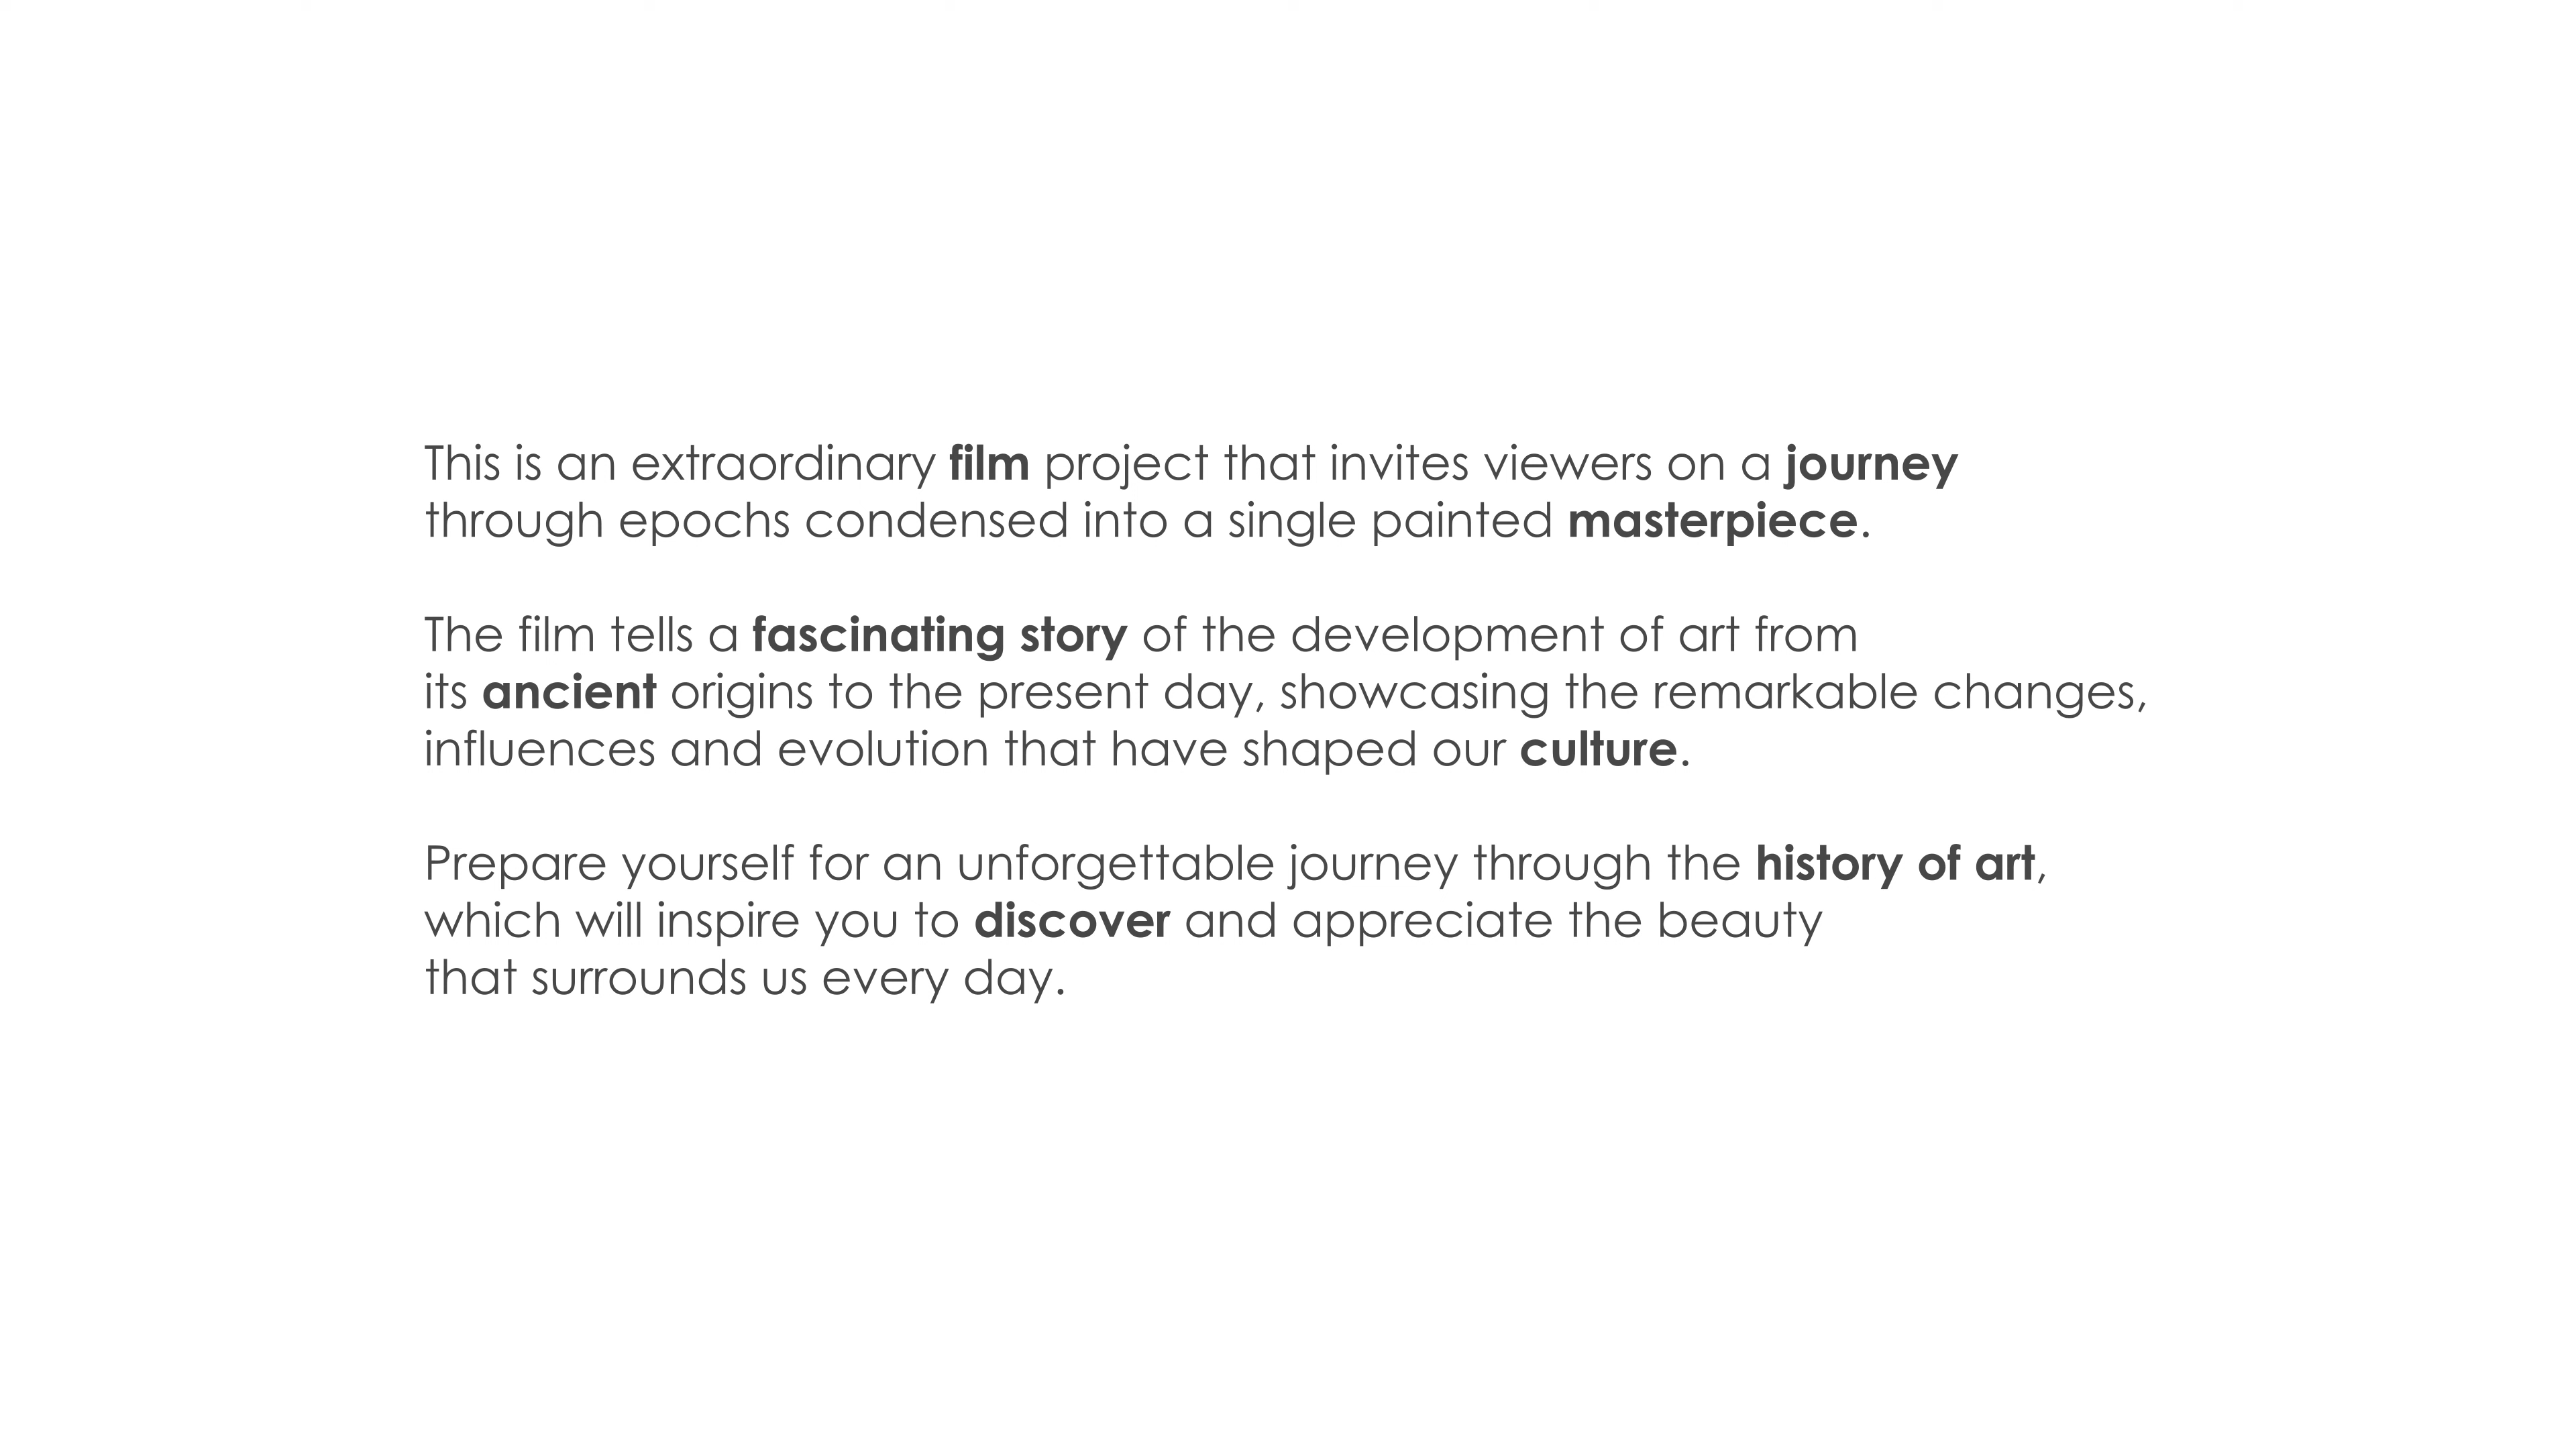 This is an extraordinary film project that invites viewers on a journey
through epochs condensed into a single painted masterpiece.
The film tells a fascinating story of the development of art from
its ancient origins to the present day, showcasing the remarkable changes,
influences and evolution that have shaped our culture.
Prepare yourself for an unforgettable journey through the history of art,
which will inspire you to discover and appreciate the beauty
that surrounds us every day.